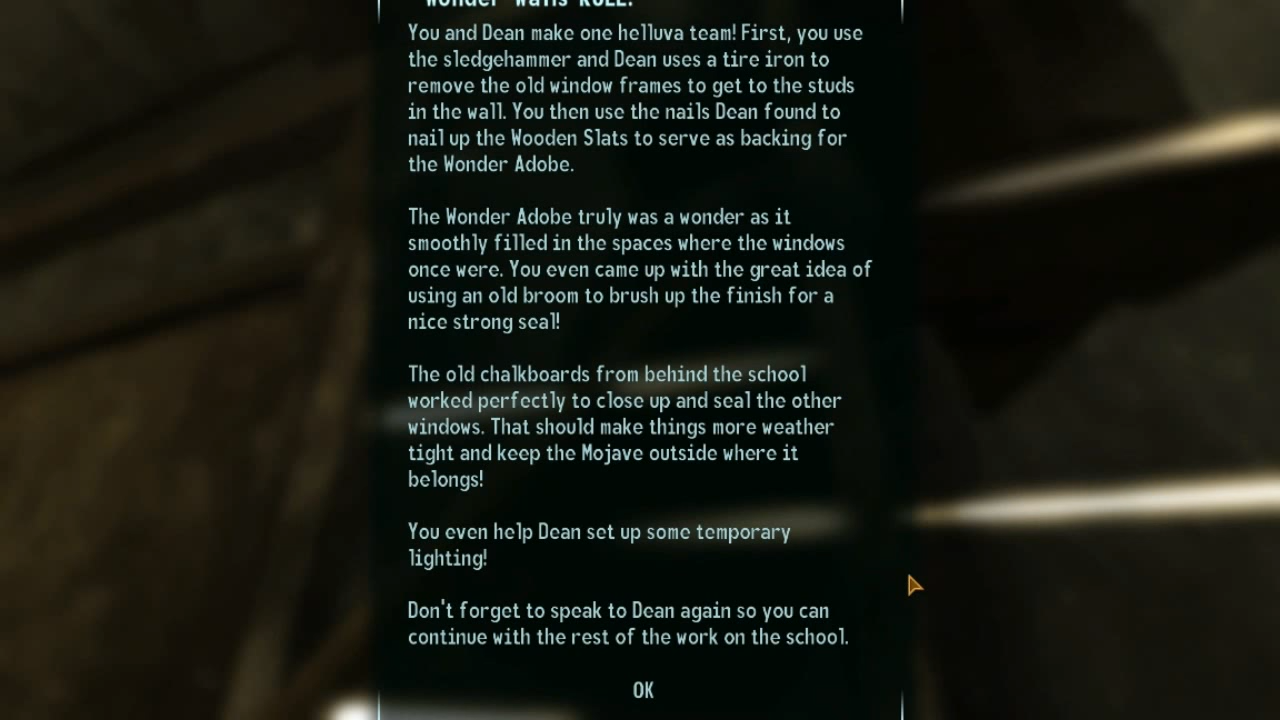 "Wonder" Walls RULE!
You and Dean make one helluva team! First, you use
the sledgehammer and Dean uses a tire iron to
remove the old window frames to get to the studs
in the wall. You then use the nails Dean found to
nail up the Wooden Slats to serve as backing for
the Wonder Adobe.
The Wonder Adobe truly was a wonder as it
smoothly filled in the spaces where the windows
once were. You even came up with the great idea of
using an old broom to brush up the finish for a
nice strong seal!
The old chalkboards from behind the school
worked perfectly to close up and seal the other
windows. That should make things more weather
tight and keep the Mojave outside where it
belongs!
You even help Dean set up some temporary
lighting!
Don't forget to speak to Dean again so you can
continue with the rest of the work on the school.
OK